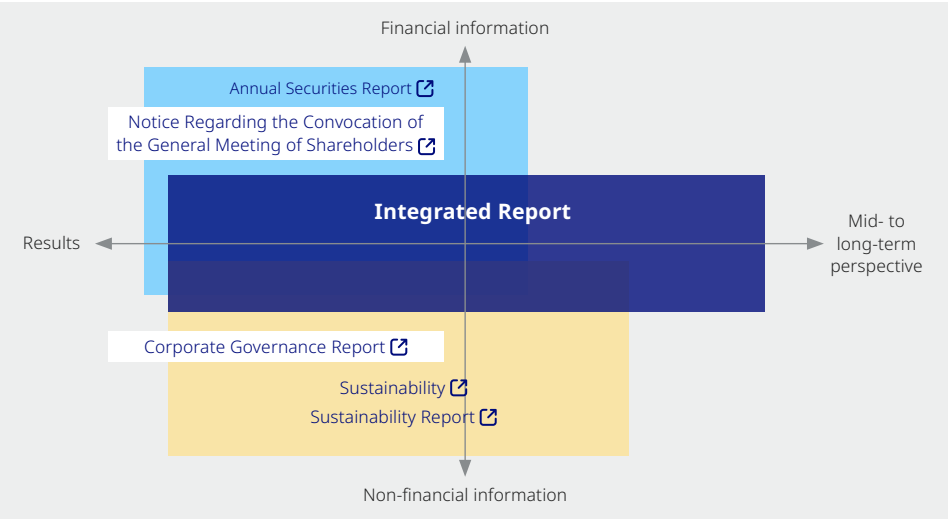 Financial information
Annual Securities Report
Notice Regarding the Convocation of
the General Meeting of Shareholders
Integrated Report
Results
Mid- to
long-term
perspective
Corporate Governance Report
Sustainability
Sustainability Report
Non-financial information